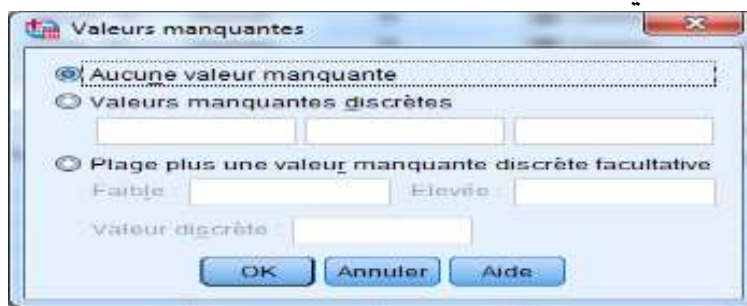 Valeurs manquantes
Aucune valeur manquante
Valeurs manquantes discrètes
Plage plus une valeur manquante discrète facultative
Faible : Elevée :
Valeur discrète :
OK Annuler Aide